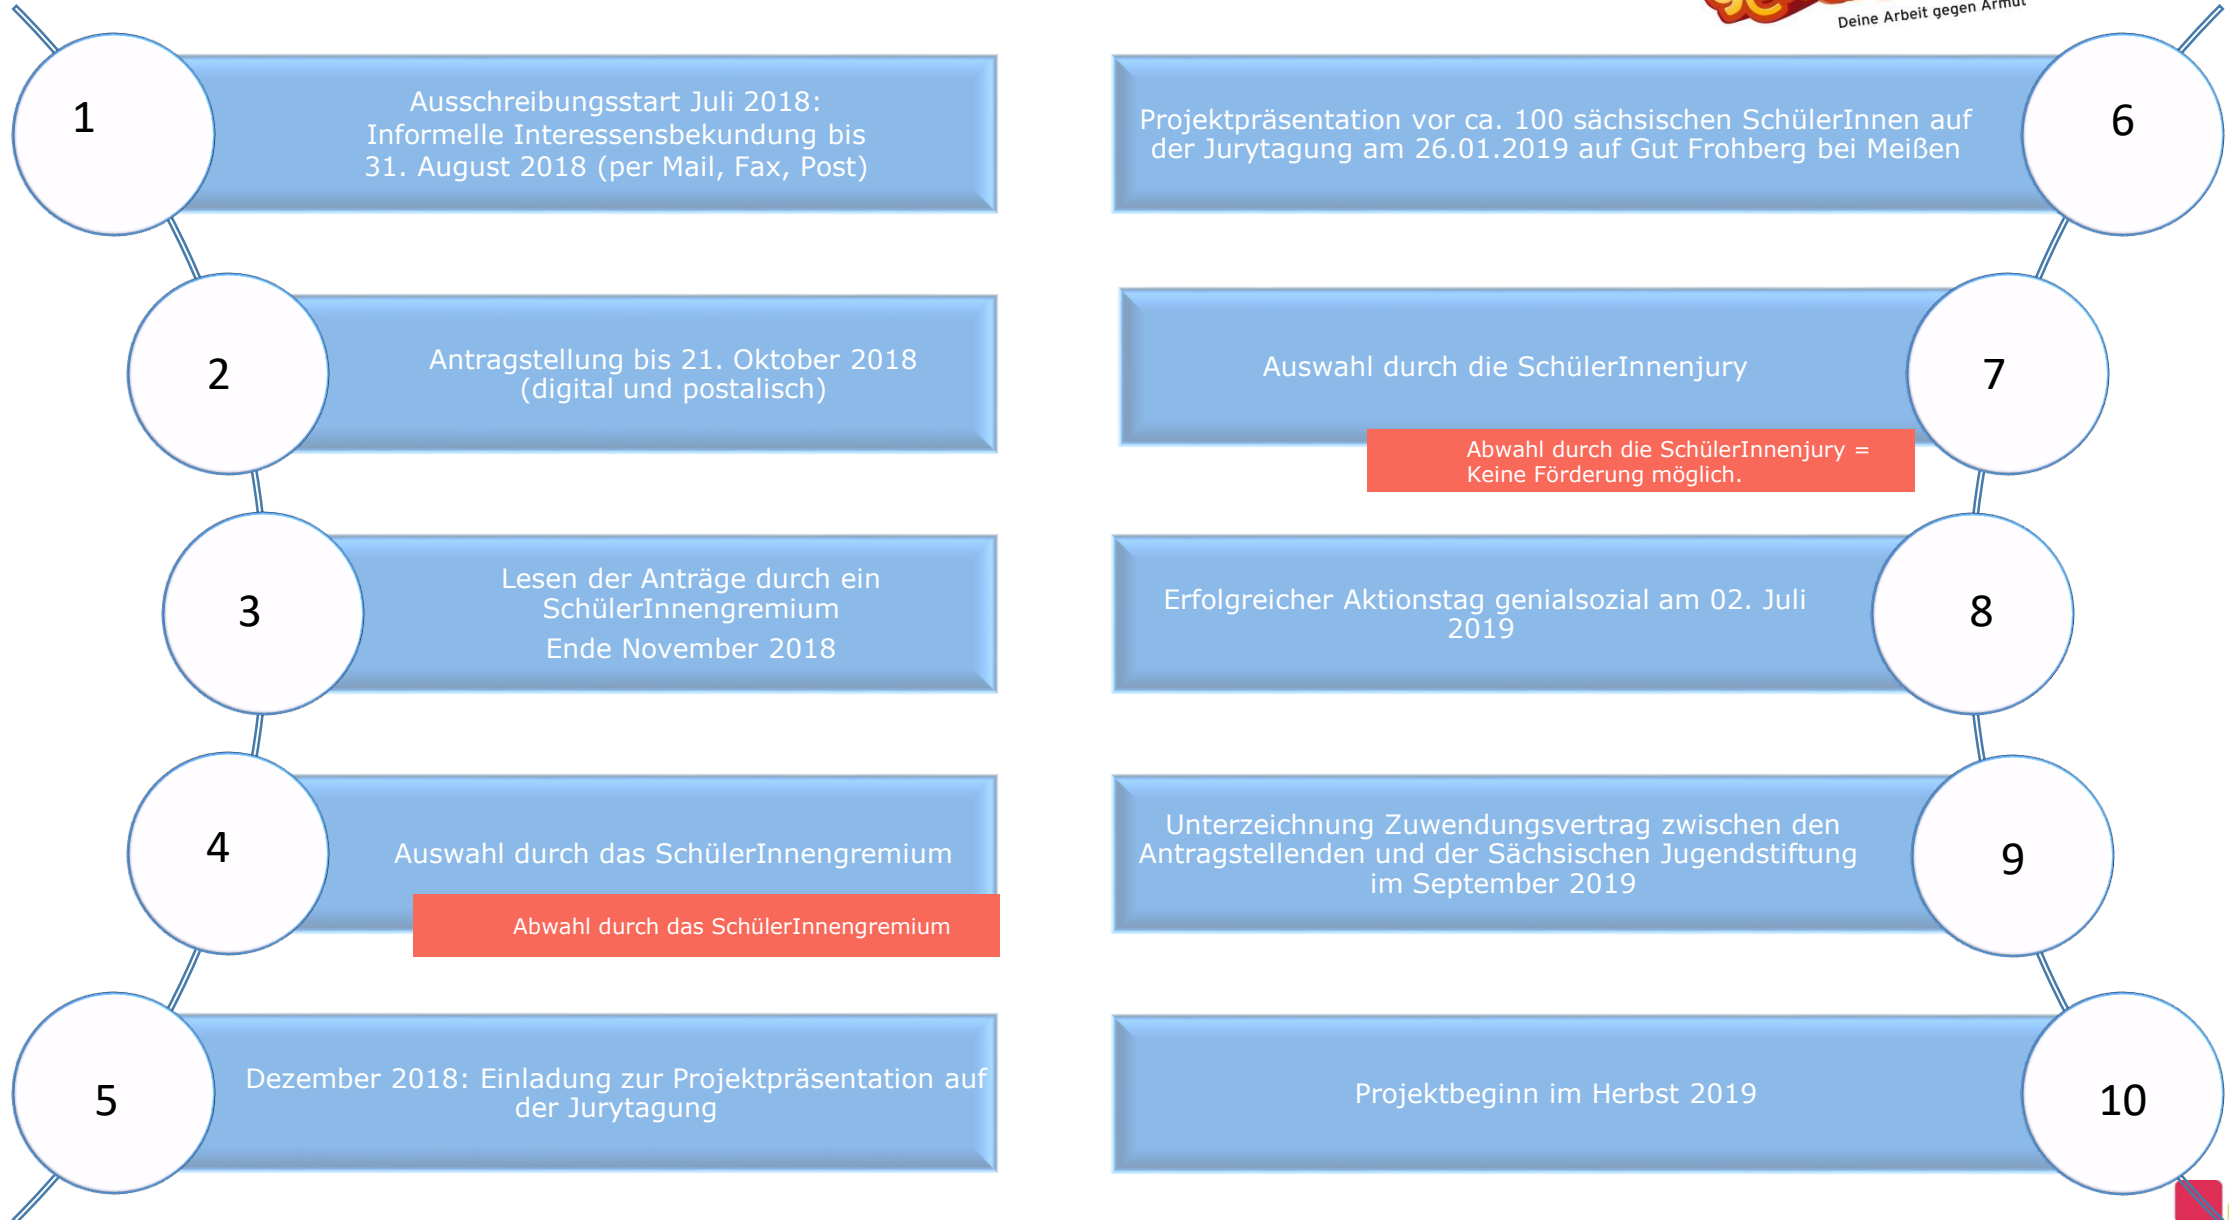 1
Ausschreibungsstart Juli 2018:
Informelle Interessensbekundung bis
31. August 2018 (per Mail, Fax, Post)
2
Antragstellung bis 21. Oktober 2018
(digital und postalisch)
3
Lesen der Anträge durch ein
SchülerInnengremium
Ende November 2018
4
Auswahl durch das SchülerInnengremium
Abwahl durch das SchülerInnengremium
5
Dezember 2018: Einladung zur Projektpräsentation auf
der Jurytagung
Deine Arbeit gegen Armut
6
Projektpräsentation vor ca. 100 sächsischen SchülerInnen auf
der Jurytagung am 26.01.2019 auf Gut Frohberg bei Meißen
7
Auswahl durch die SchülerInnenjury
Abwahl durch die SchülerInnenjury =
Keine Förderung möglich.
8
Erfolgreicher Aktionstag genialsozial am 02. Juli
2019
9
Unterzeichnung Zuwendungsvertrag zwischen den
Antragstellenden und der Sächsischen Jugendstiftung
im September 2019
10
Projektbeginn im Herbst 2019